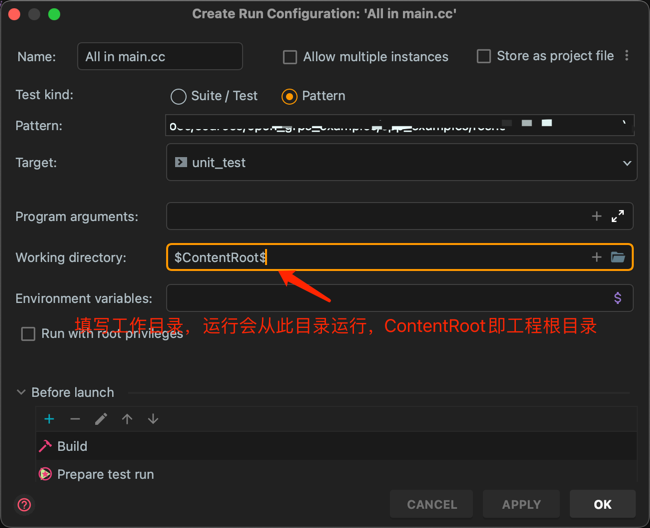 Create Run Configuration: 'All in main.cc'
Name:
All in main.cc
Allow multiple instances
Store as project file
Test kind:
Suite / Test
Pattern
Pattern:
Target:
unit_test
Program arguments:
Working directory:
$ContentRoot$
Environment variables:
$
填写工作目录，运行会从此目录运行，ContentRoot即工程根目录
Run with root privileges
Before launch
Build
Prepare test run
?
CANCEL
APPLY
OK